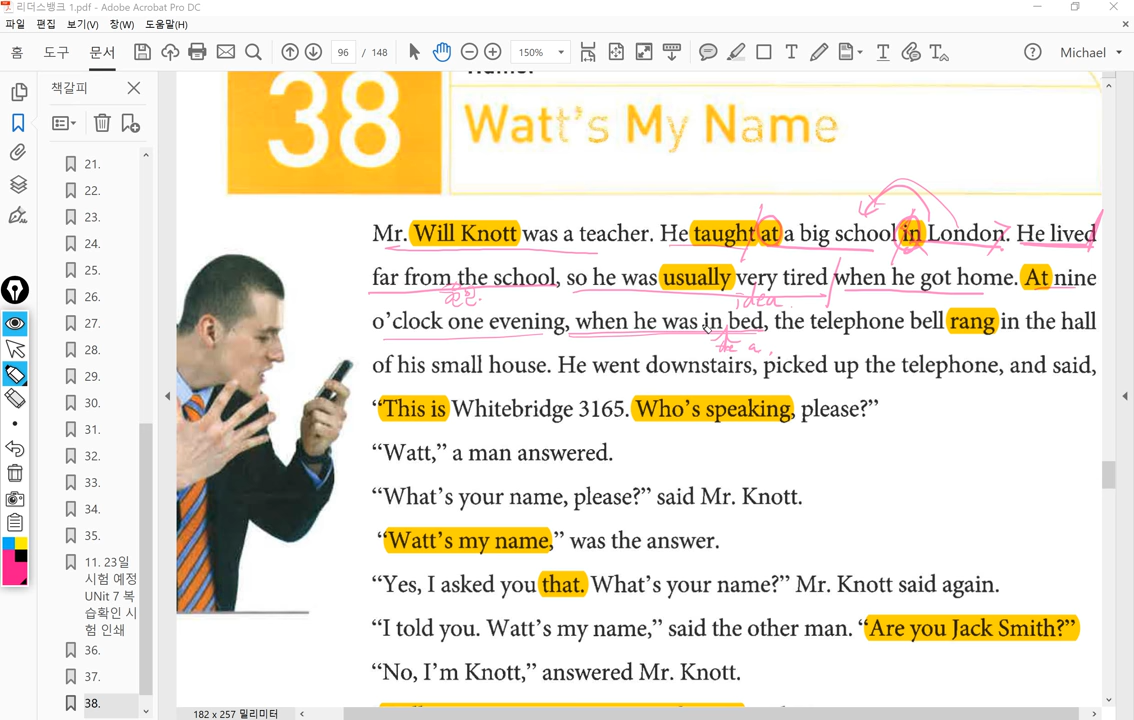 리더스뱅크 1.pdf - Adobe Acrobat Pro DC
파일 편집 보기(V) 창(W) 도움말(H)
홈 도구 문서 96 / 148 150% Michael
책갈피
21.
22.
23.
24.
25.
26.
27.
28.
29.
30.
31.
32.
33.
34.
35.
11. 23일
시험 예정
UNit 7 복
습확인 시
험 인쇄
36.
37.
38.
38
Watt's My Name
Mr. Will Knott was a teacher. He taught at a big school in London. He lived
far from the school, so he was usually very tired when he got home. At nine
idea
o'clock one evening, when he was in bed, the telephone bell rang in the hall
the a
of his small house. He went downstairs, picked up the telephone, and said,
“This is Whitebridge 3165. Who's speaking, please?”
“Watt,” a man answered.
“What's your name, please?” said Mr. Knott.
“Watt's my name,” was the answer.
“Yes, I asked you that. What's your name?” Mr. Knott said again.
“I told you. Watt's my name,” said the other man. “Are you Jack Smith?”
“No, I'm Knott,” answered Mr. Knott.
182 x 257 밀리미터